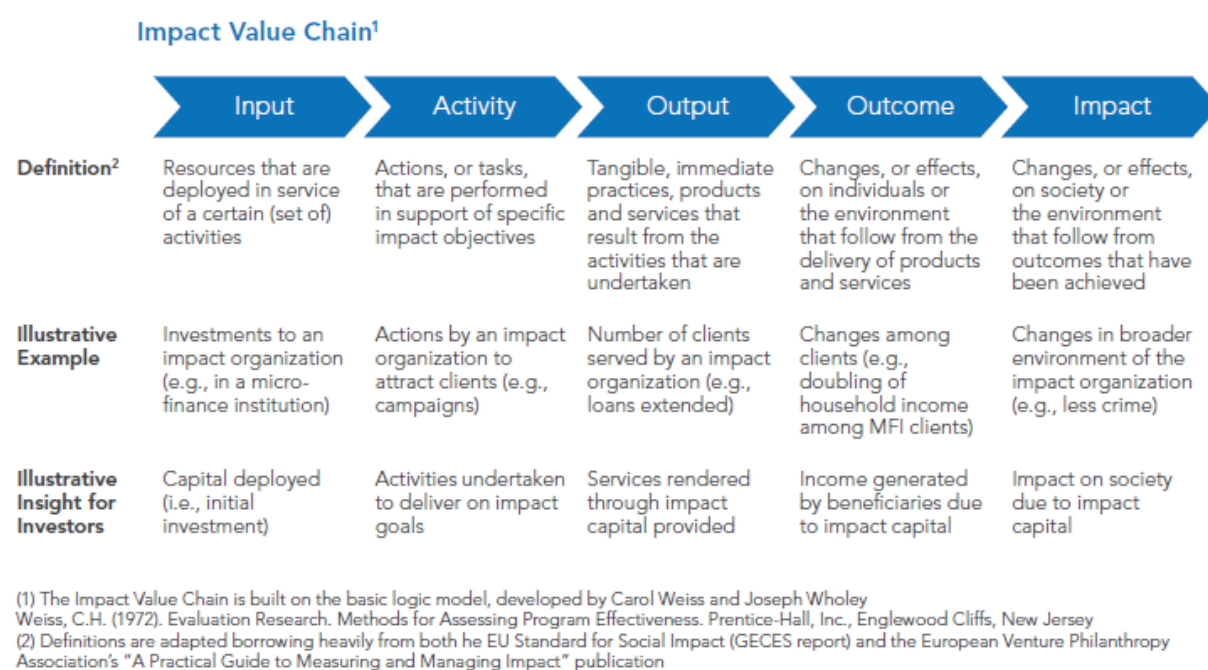 Impact Value Chain¹
Input
Activity
Output
Outcome
Impact
Definition²
Resources that are
deployed in service
of a certain (set of)
activities
Actions, or tasks,
that are performed
in support of specific
impact objectives
Tangible, immediate
practices, products
and services that
result from the
activities that are
undertaken
Changes, or effects,
on individuals or
the environment
that follow from the
delivery of products
and services
Changes, or effects,
on society or
the environment
that follow from
outcomes that have
been achieved
Illustrative
Example
Investments to an
impact organization
(e.g., in a micro-
finance institution)
Actions by an impact
organization to
attract clients (e.g.,
campaigns)
Number of clients
served by an impact
organization (e.g.,
loans extended)
Changes among
clients (e.g.,
doubling of
household income
among MFI clients)
Changes in broader
environment of the
impact organization
(e.g., less crime)
Illustrative
Insight for
Investors
Capital deployed
(i.e., initial
investment)
Activities undertaken
to deliver on impact
goals
Services rendered
through impact
capital provided
Income generated
by beneficiaries due
to impact capital
Impact on society
due to impact
capital
(1) The Impact Value Chain is built on the basic logic model, developed by Carol Weiss and Joseph Wholey
Weiss, C.H. (1972). Evaluation Research. Methods for Assessing Program Effectiveness. Prentice-Hall, Inc., Englewood Cliffs, New Jersey
(2) Definitions are adapted borrowing heavily from both he EU Standard for Social Impact (GECES report) and the European Venture Philanthropy
Association's "A Practical Guide to Measuring and Managing Impact" publication